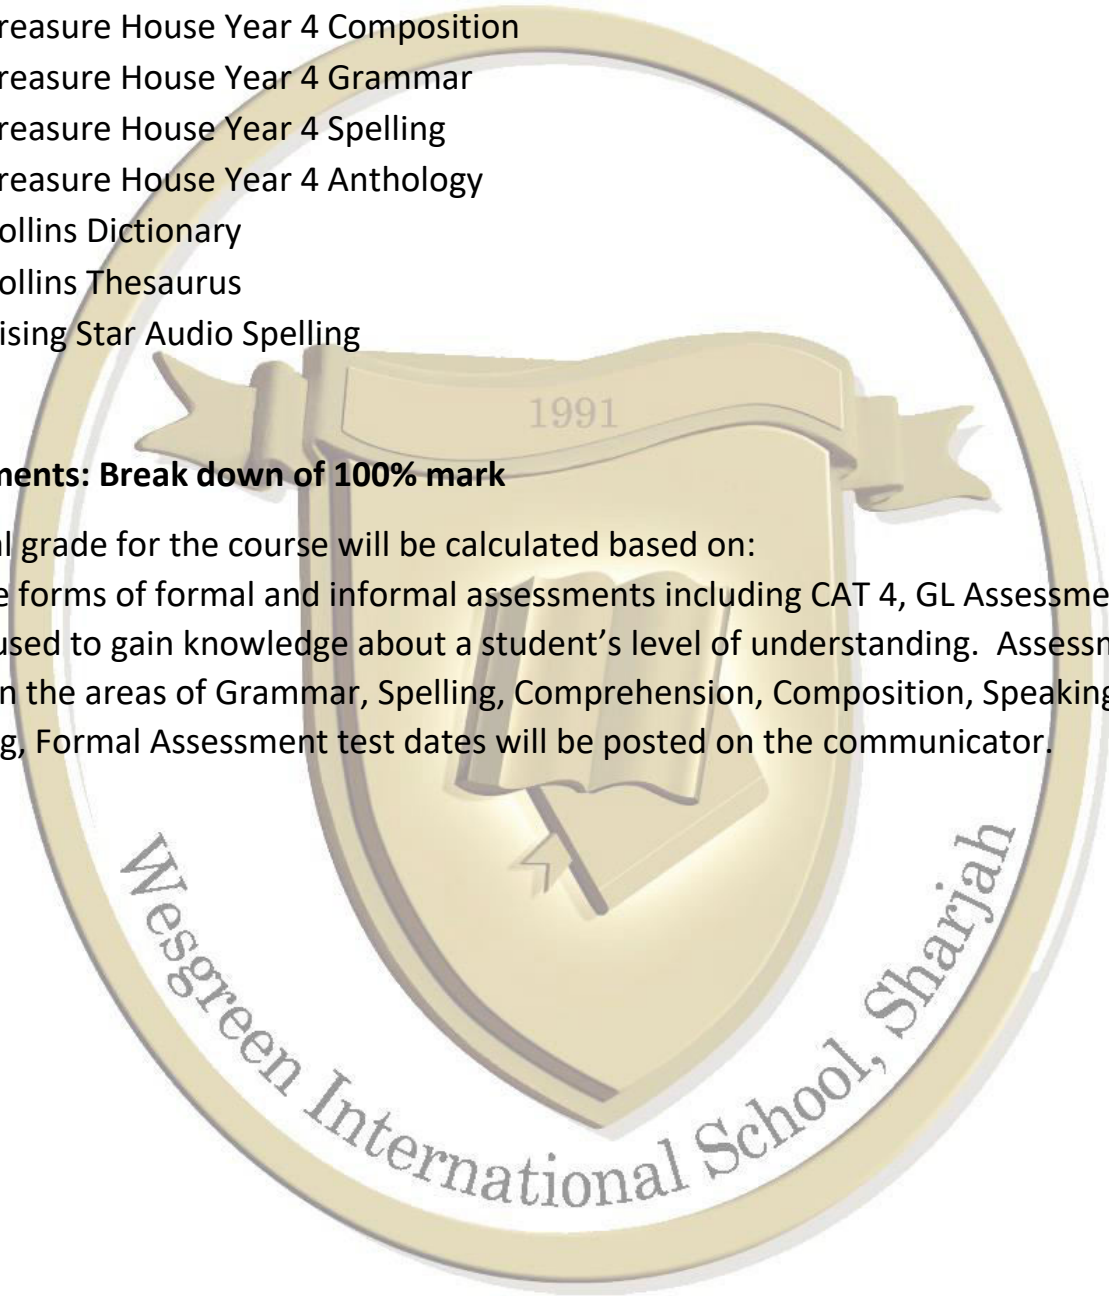 reasure House Year 4 Composition
reasure House Year 4 Grammar
reasure House Year 4 Spelling
reasure House Year 4 Anthology
ollins Dictionary
ollins Thesaurus
ising Star Audio Spelling
1991
ments: Break down of 100% mark
l grade for the course will be calculated based on:
e forms of formal and informal assessments including CAT 4, GL Assessme
used to gain knowledge about a student's level of understanding. Assessm
n the areas of Grammar, Spelling, Comprehension, Composition, Speaking
g, Formal Assessment test dates will be posted on the communicator.
Wesgreen International School, Sharjah